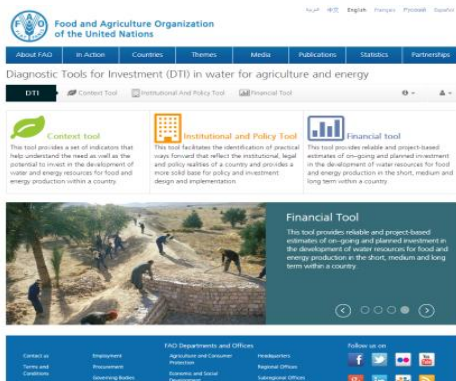 العربية 中文 English Français Русский Español
Food and Agriculture Organization
of the United Nations
About FAO In Action Countries Themes Media Publications Statistics Partnerships
Diagnostic Tools for Investment (DTI) in water for agriculture and energy
DTI Context Tool Institutional And Policy Tool Financial Tool
Context tool
This tool provides a set of indicators that
help understand the need as well as the
potential to invest in the development of
water and energy resources for food and
energy production within a country.
Institutional and Policy Tool
This tool facilitates the identification of practical
ways forward that reflect the institutional, legal
and policy realities of a country and provides a
more solid base for policy and investment
design and implementation
Financial tool
This tool provides reliable and project-based
estimates of on-going and planned investment
in the development of water resources for food
and energy production in the short, medium and
long term within a country
Financial Tool
This tool provides reliable and project-based
estimates of on-going and planned investment in
the development of water resources for food and
energy production in the short, medium and long
term within a country.
FAO Departments and Offices
Follow us on
Contact us Employment Agriculture and Consumer Headquarters
Protection
Terms and Procurement Regional Offices
Conditions Governing Bodies Economic and Social Subregional Offices
Development